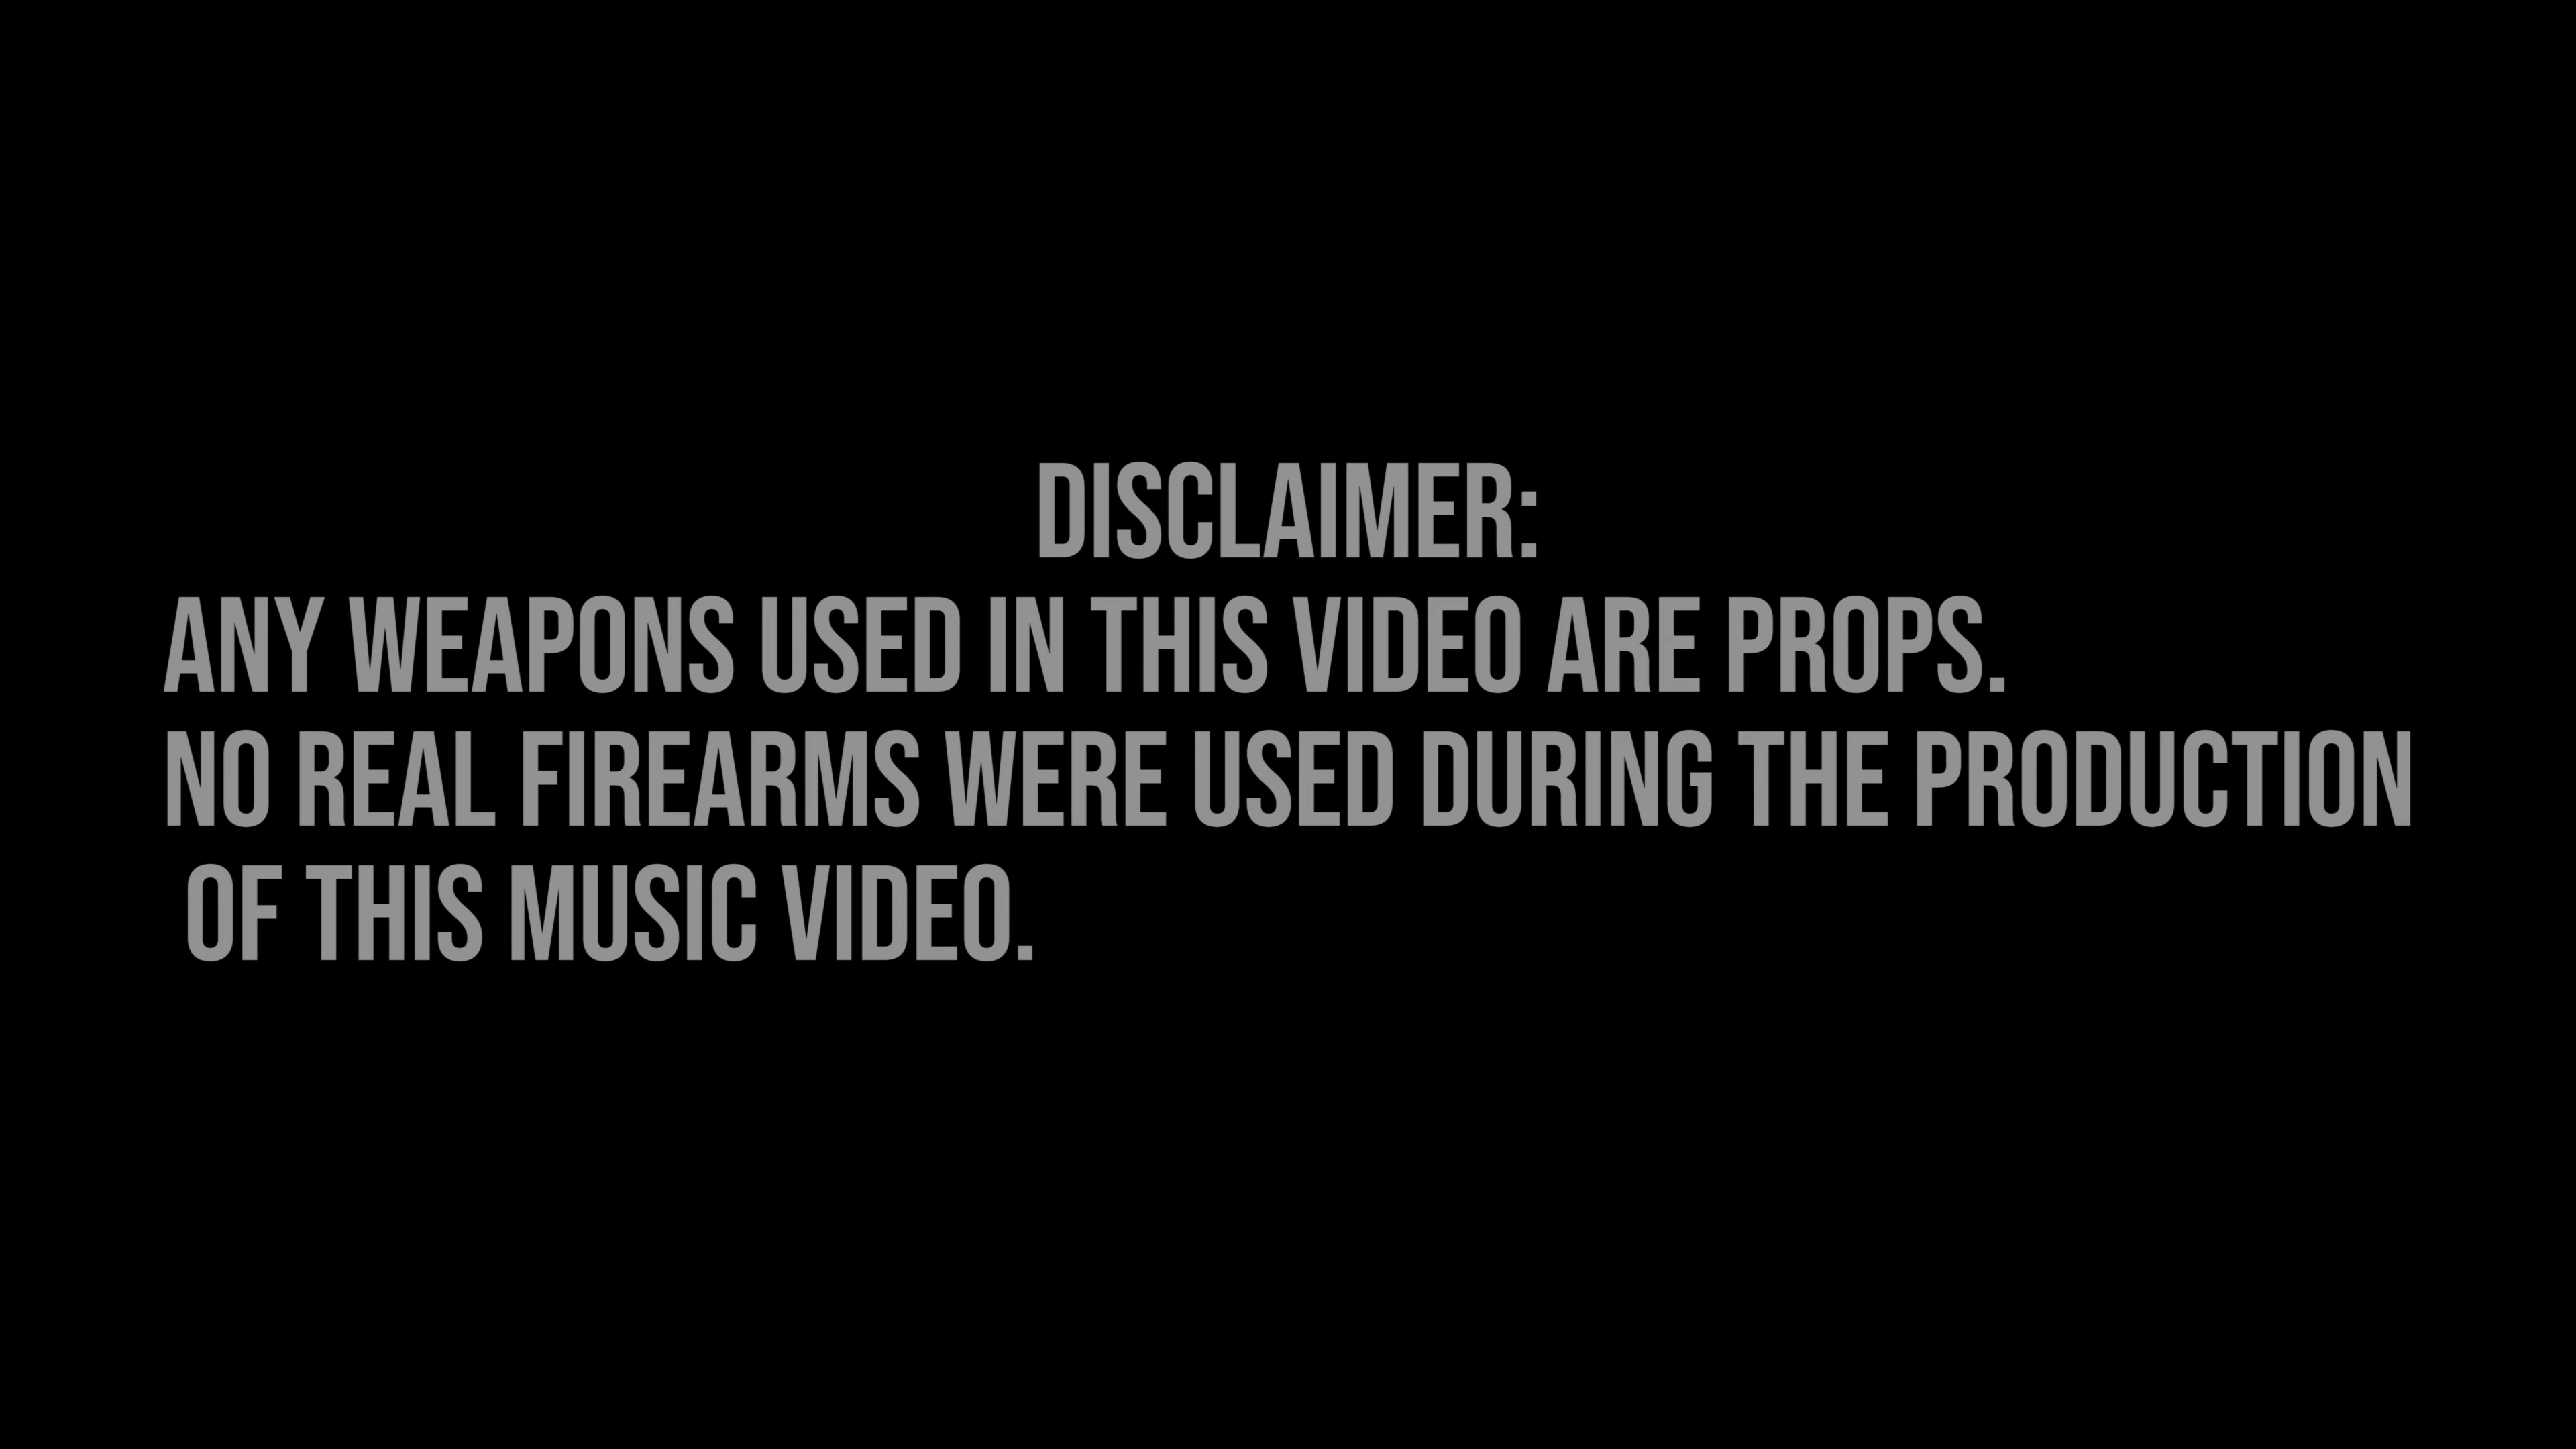 DISCLAIMER:
ANY WEAPONS USED IN THIS VIDEO ARE PROPS.
NO REAL FIREARMS WERE USED DURING THE PRODUCTION
OF THIS MUSIC VIDEO.